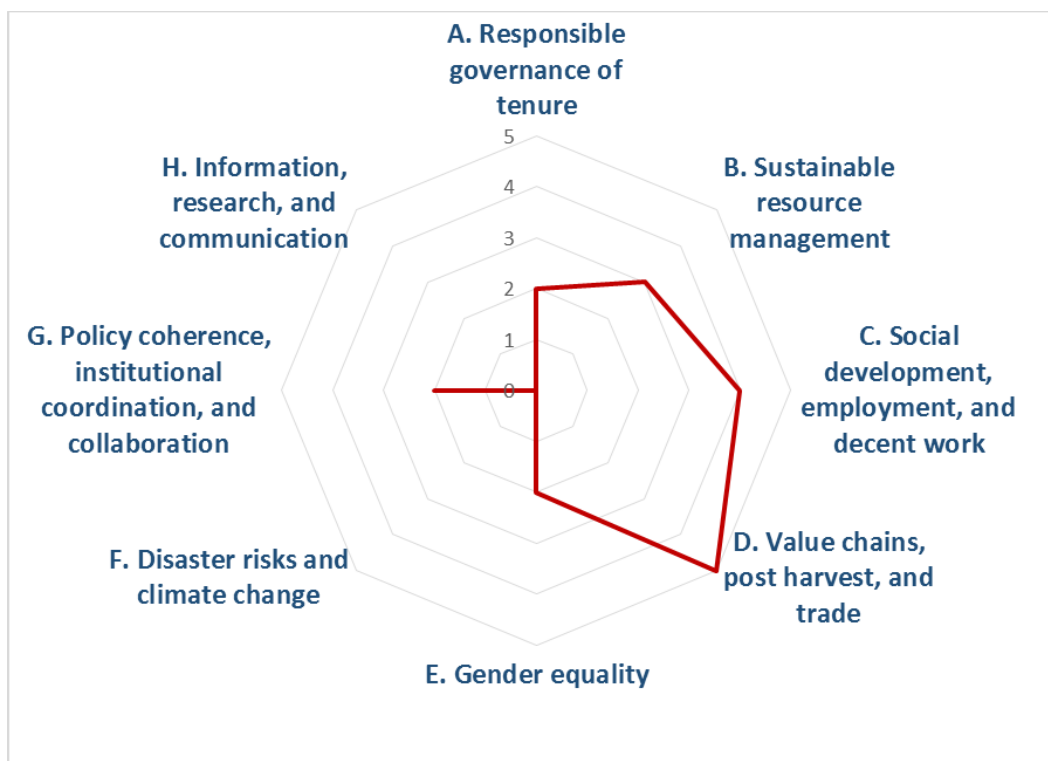 A. Responsible
governance of
tenure
B. Sustainable
resource
management
C. Social
development,
employment, and
decent work
D. Value chains,
post harvest, and
trade
E. Gender equality
F. Disaster risks and
climate change
G. Policy coherence,
institutional
coordination, and
collaboration
H. Information,
research, and
communication
5
4
3
2
1
0